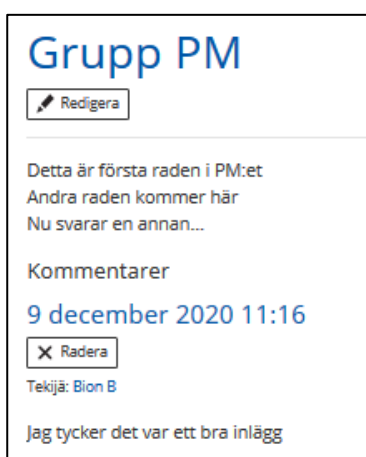 Grupp PM
Redigera
Detta är första raden i PM:et
Andra raden kommer här
Nu svarar en annan...
Kommentarer
9 december 2020 11:16
Radera
Tekijä: Bion B
Jag tycker det var ett bra inlägg